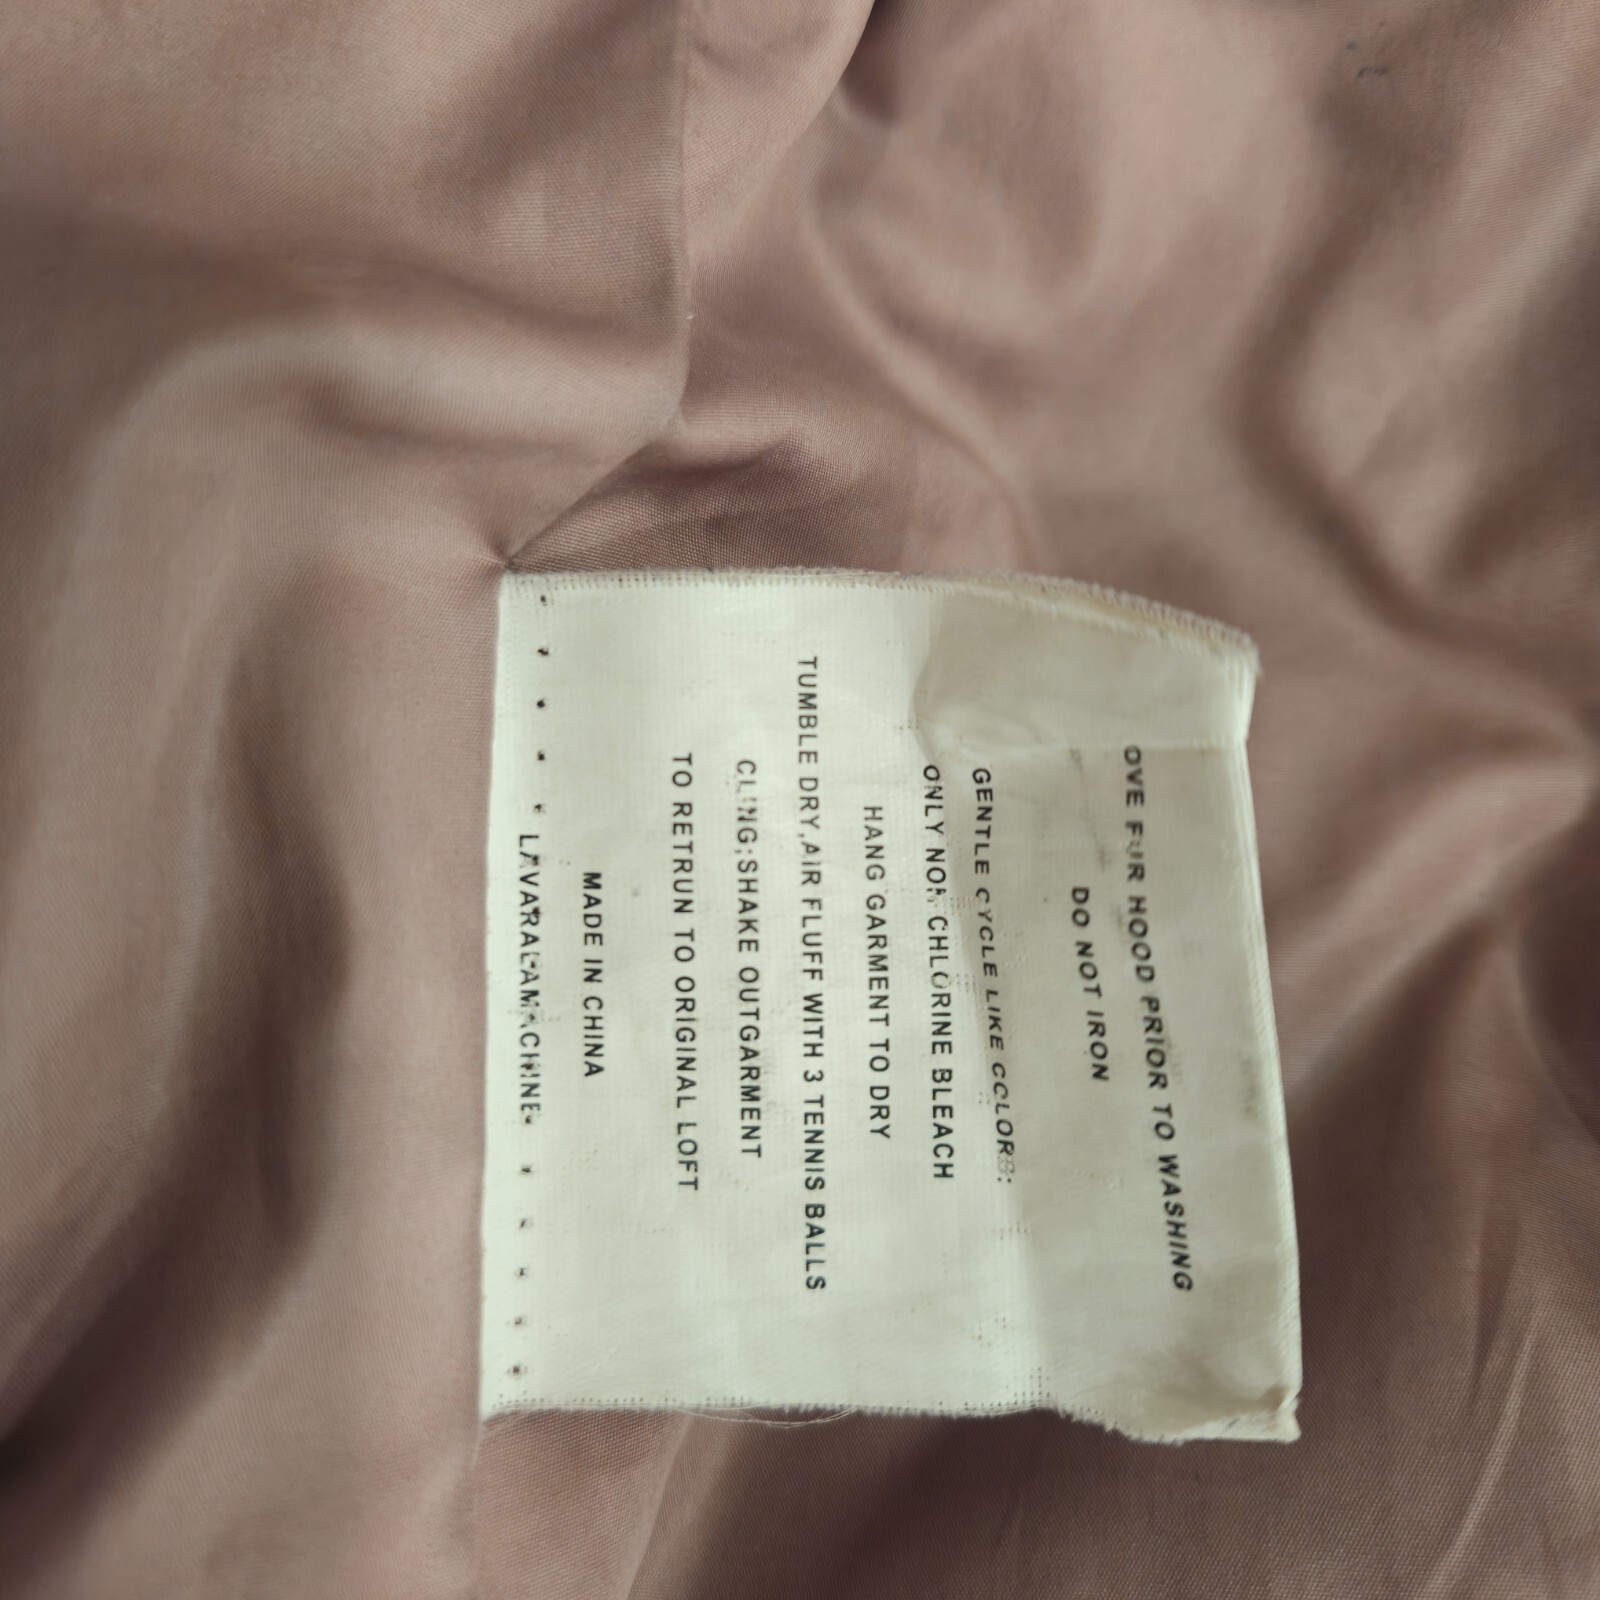 OVE FUR HOOD PRIOR TO WASHING
DO NOT IRON
GENTLE CYCLE LIKE COLORS:
ONLY NON CHLORINE BLEACH
HANG GARMENT TO DRY
TUMBLE DRY,AIR FLUFF WITH 3 TENNIS BALLS
CLING;SHAKE OUTGARMENT
TO RETRUN TO ORIGINAL LOFT
MADE IN CHINA